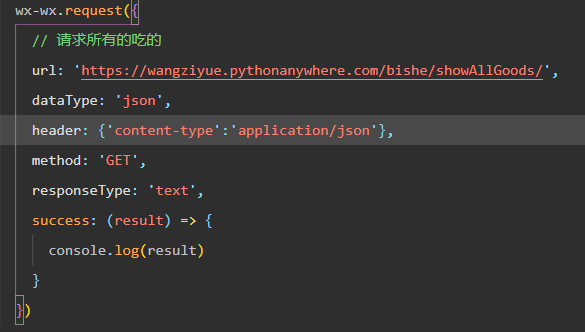 wx-wx.request({
// 请求所有的吃的
url: 'https://wangziyue.pythonanywhere.com/bishe/showAllGoods/',
dataType: 'json',
header: {'content-type':'application/json'},
method: 'GET',
responseType: 'text',
success: (result) => {
console.log(result)
}
})